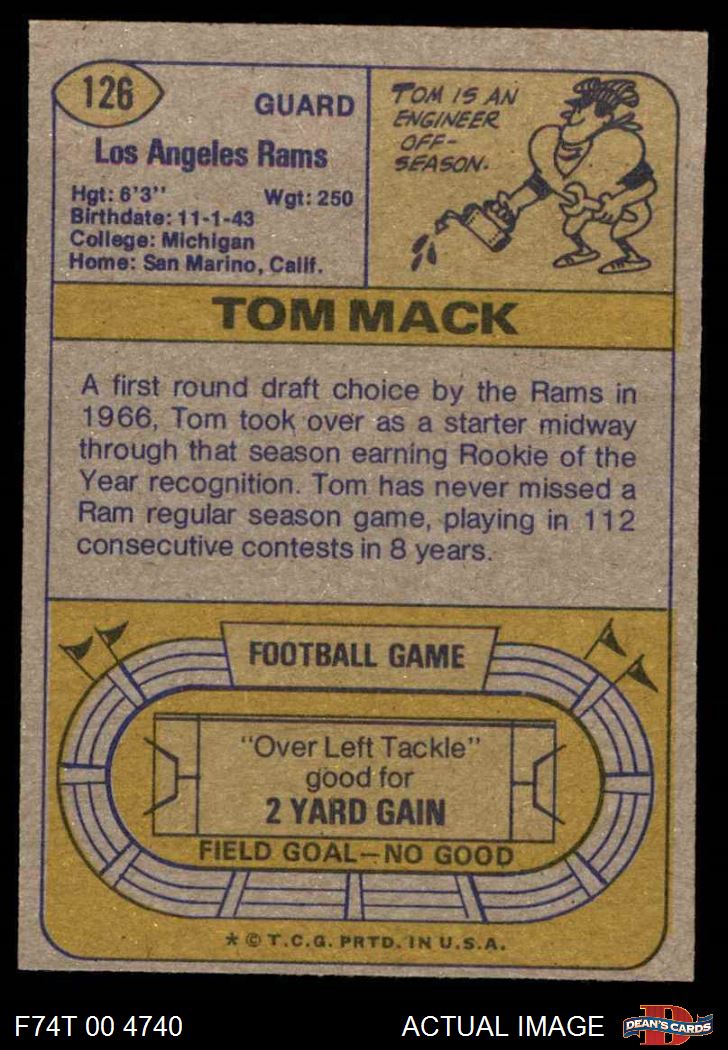 126
GUARD
Los Angeles Rams
Hgt: 6'3" Wgt: 250
Birthdate: 11-1-43
College: Michigan
Home: San Marino, Calif.
TOM IS AN
ENGINEER
OFF-
SEASON.
TOM MACK
A first round draft choice by the Rams in
1966, Tom took over as a starter midway
through that season earning Rookie of the
Year recognition. Tom has never missed a
Ram regular season game, playing in 112
consecutive contests in 8 years.
FOOTBALL GAME
"Over Left Tackle"
good for
2 YARD GAIN
FIELD GOAL—NO GOOD
* © T.C.G. PRTD. IN U.S.A.
F74T 00 4740
ACTUAL IMAGE
D
DEAN'S CARDS